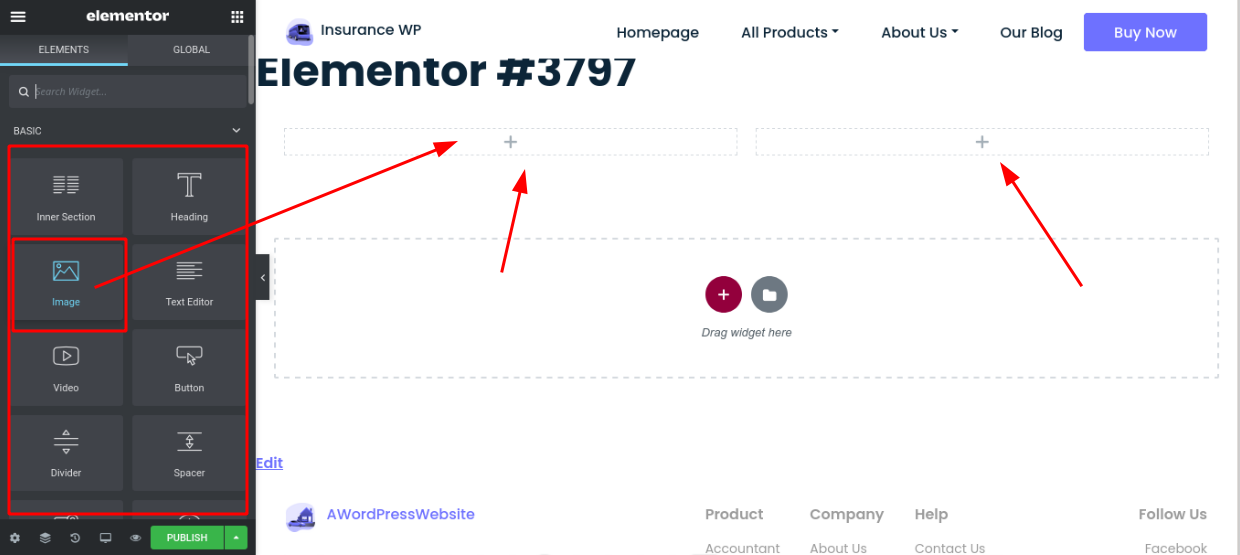 elementor
ELEMENTS GLOBAL
Search Widget...
BASIC
Inner Section Heading
Image Text Editor
Video Button
Divider Spacer
PUBLISH
Insurance WP Homepage All Products About Us Our Blog Buy Now
Elementor #3797
Drag widget here
Edit
AWordPressWebsite Product Company Help Follow Us
Accountant About Us Contact Us Facebook